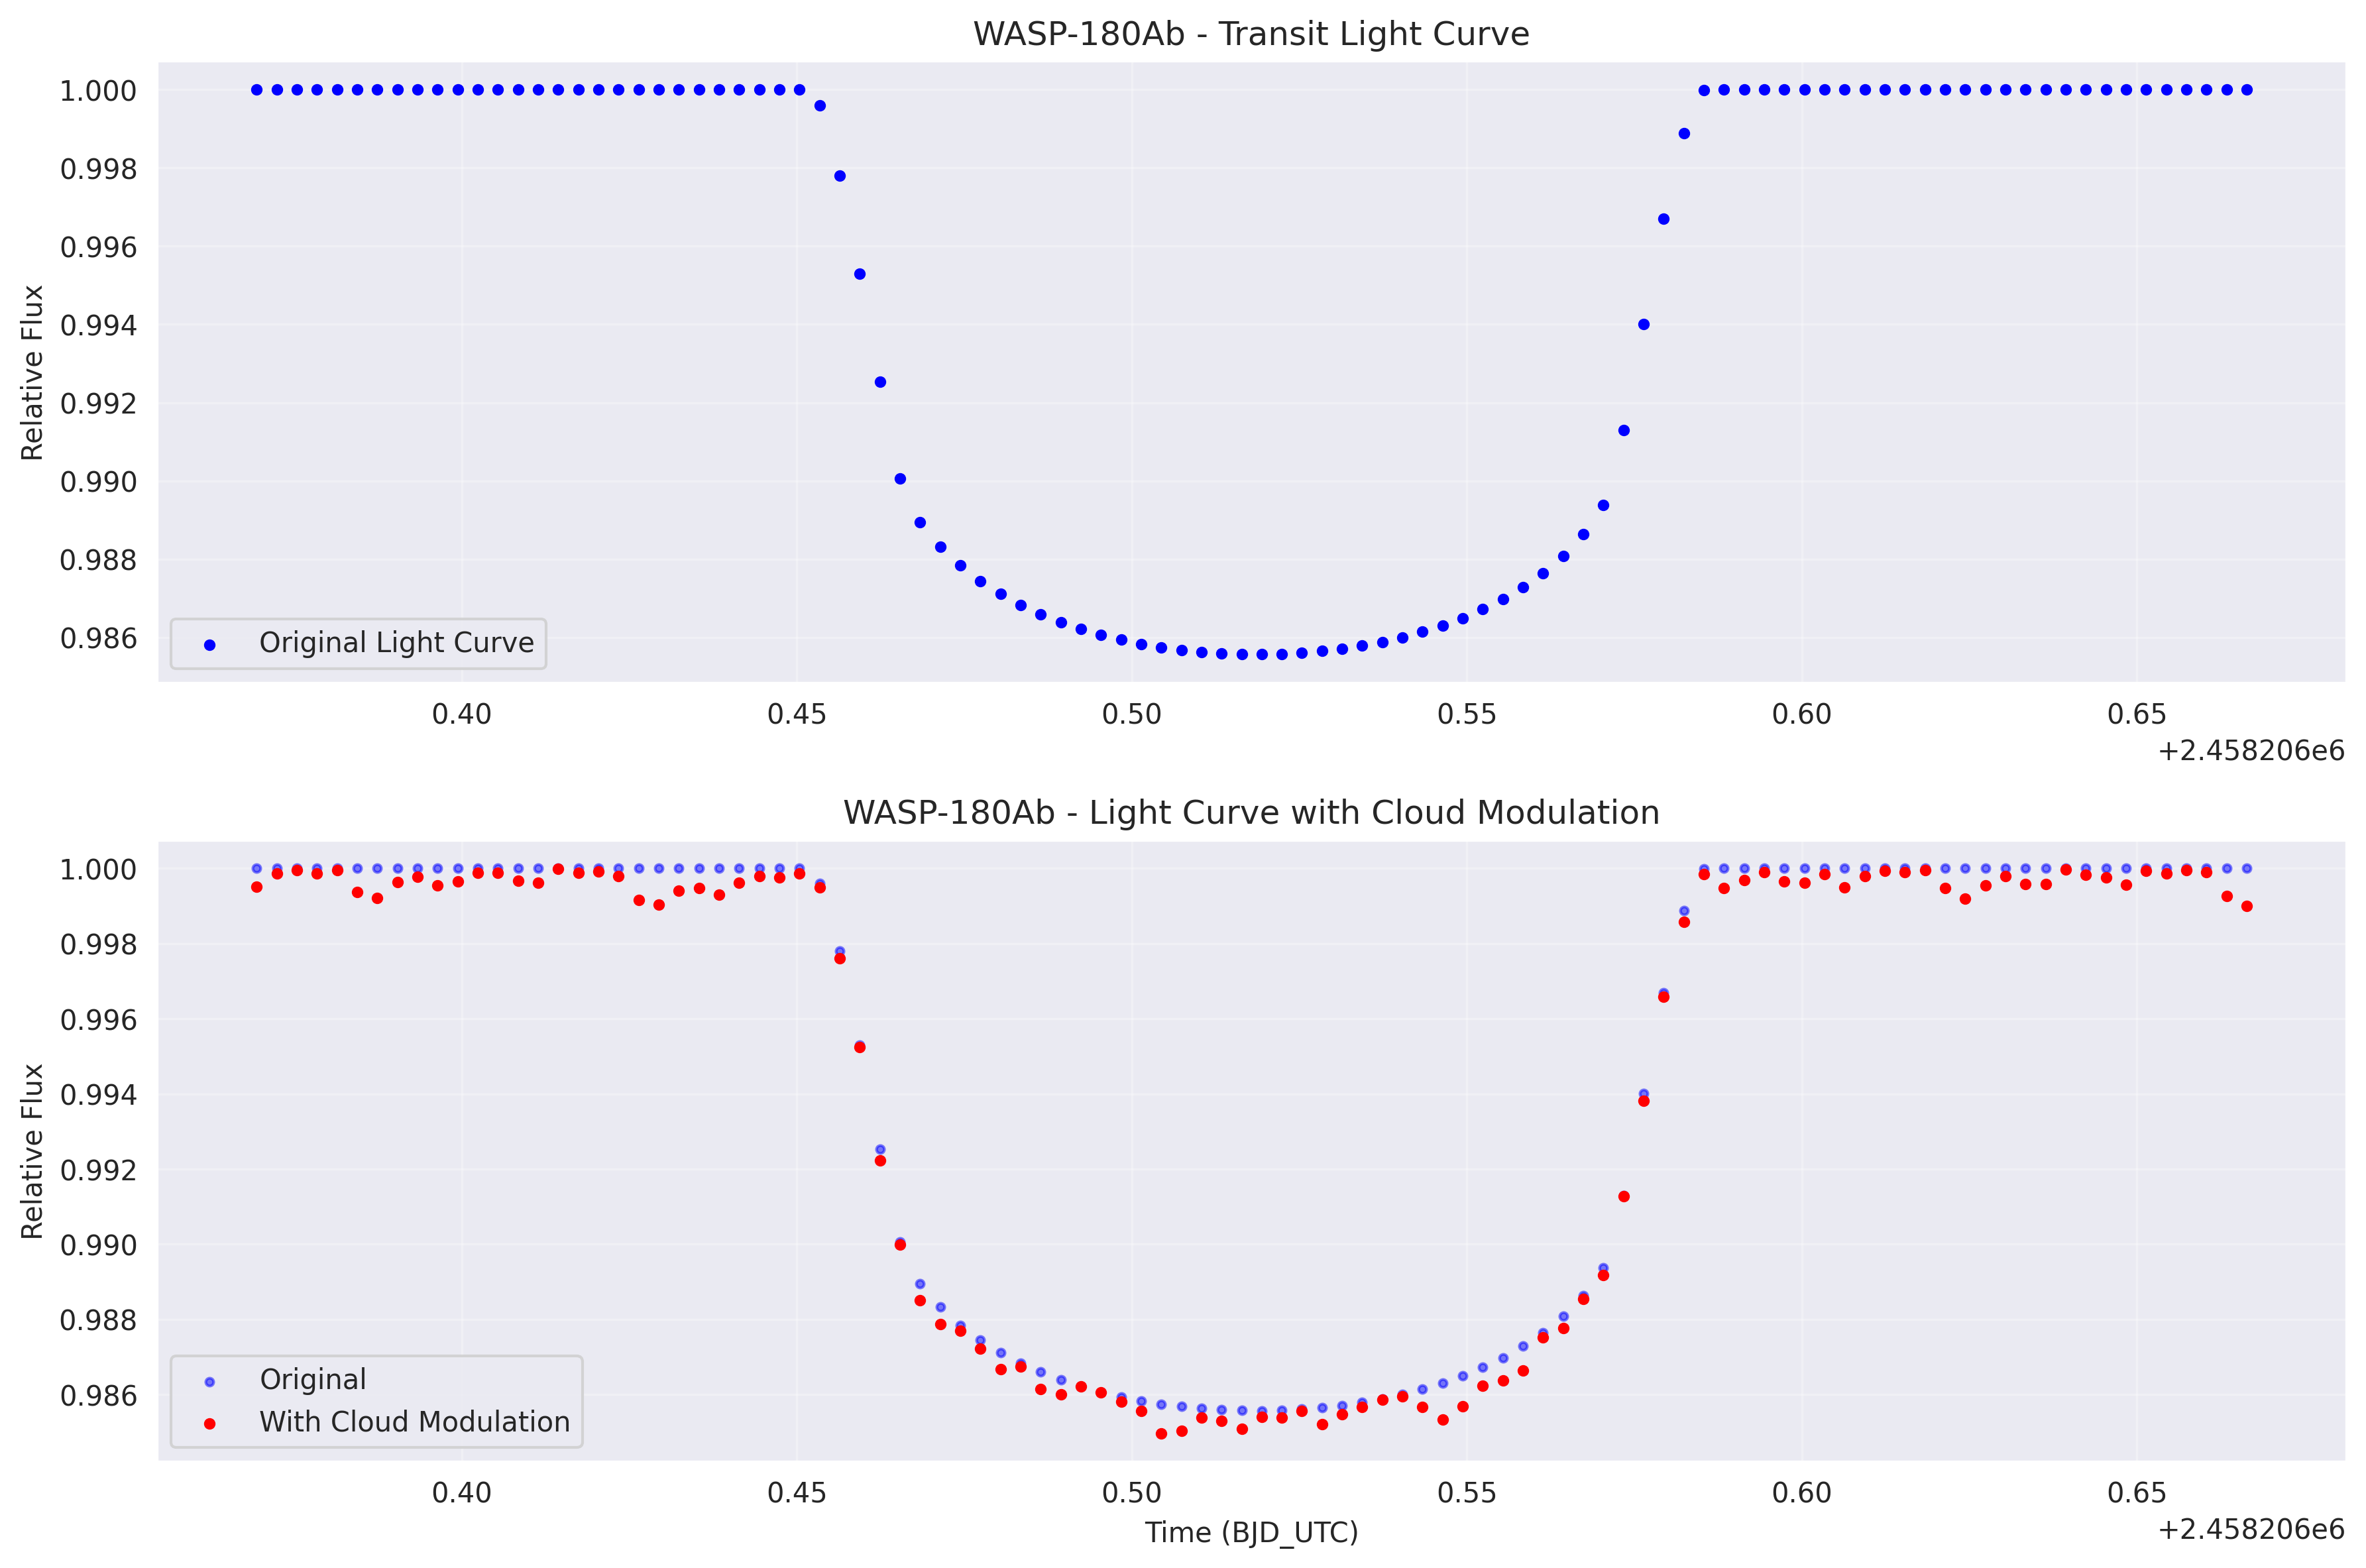 WASP-180Ab - Transit Light Curve
Relative Flux
1.000
0.998
0.996
0.994
0.992
0.990
0.988
0.986
Original Light Curve
0.40 0.45 0.50 0.55 0.60 0.65
+2.458206e6
WASP-180Ab - Light Curve with Cloud Modulation
Relative Flux
1.000
0.998
0.996
0.994
0.992
0.990
0.988
0.986
Original
With Cloud Modulation
0.40 0.45 0.50 0.55 0.60 0.65
+2.458206e6
Time (BJD_UTC)